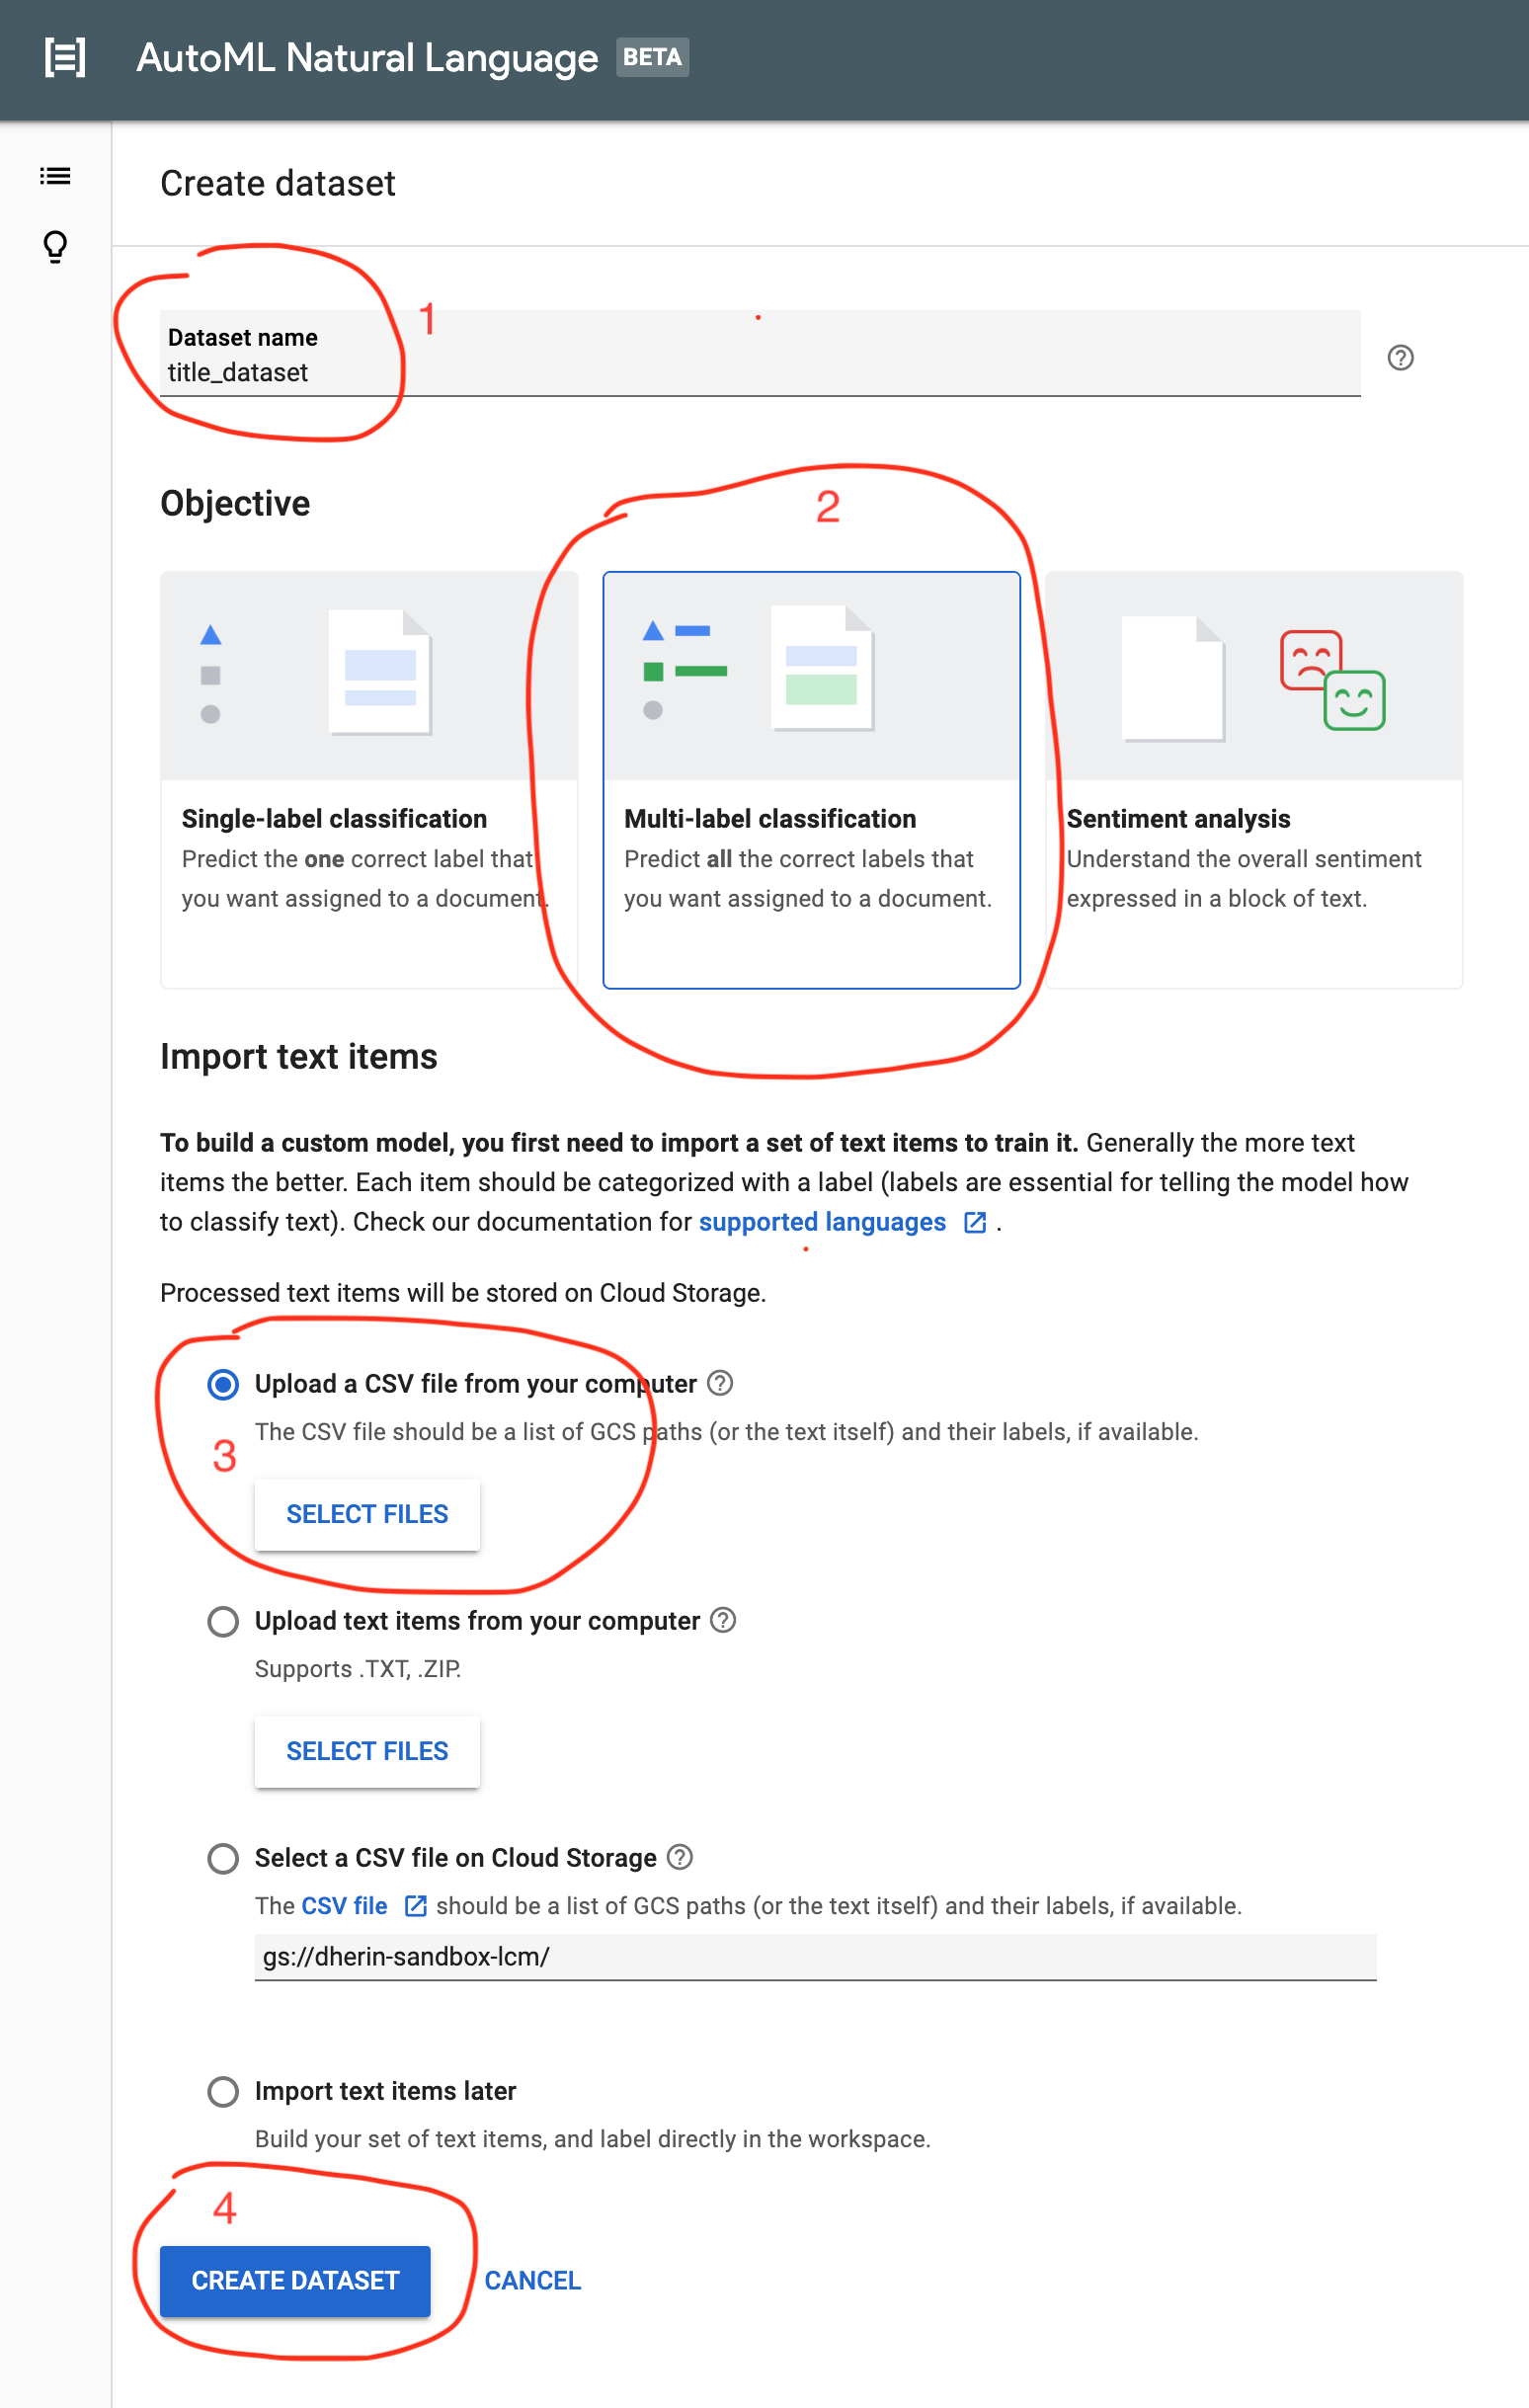 AutoML Natural Language BETA
Create dataset
1
Dataset name
title_dataset
Objective
2
Single-label classification
Predict the one correct label that
you want assigned to a document.
Multi-label classification
Predict all the correct labels that
you want assigned to a document.
Sentiment analysis
Understand the overall sentiment
expressed in a block of text.
Import text items
To build a custom model, you first need to import a set of text items to train it. Generally the more text
items the better. Each item should be categorized with a label (labels are essential for telling the model how
to classify text). Check our documentation for supported languages .
Processed text items will be stored on Cloud Storage.
Upload a CSV file from your computer
The CSV file should be a list of GCS paths (or the text itself) and their labels, if available.
3
SELECT FILES
Upload text items from your computer
Supports .TXT, .ZIP.
SELECT FILES
Select a CSV file on Cloud Storage
The CSV file should be a list of GCS paths (or the text itself) and their labels, if available.
gs://dherin-sandbox-lcm/
Import text items later
Build your set of text items, and label directly in the workspace.
4
CREATE DATASET CANCEL